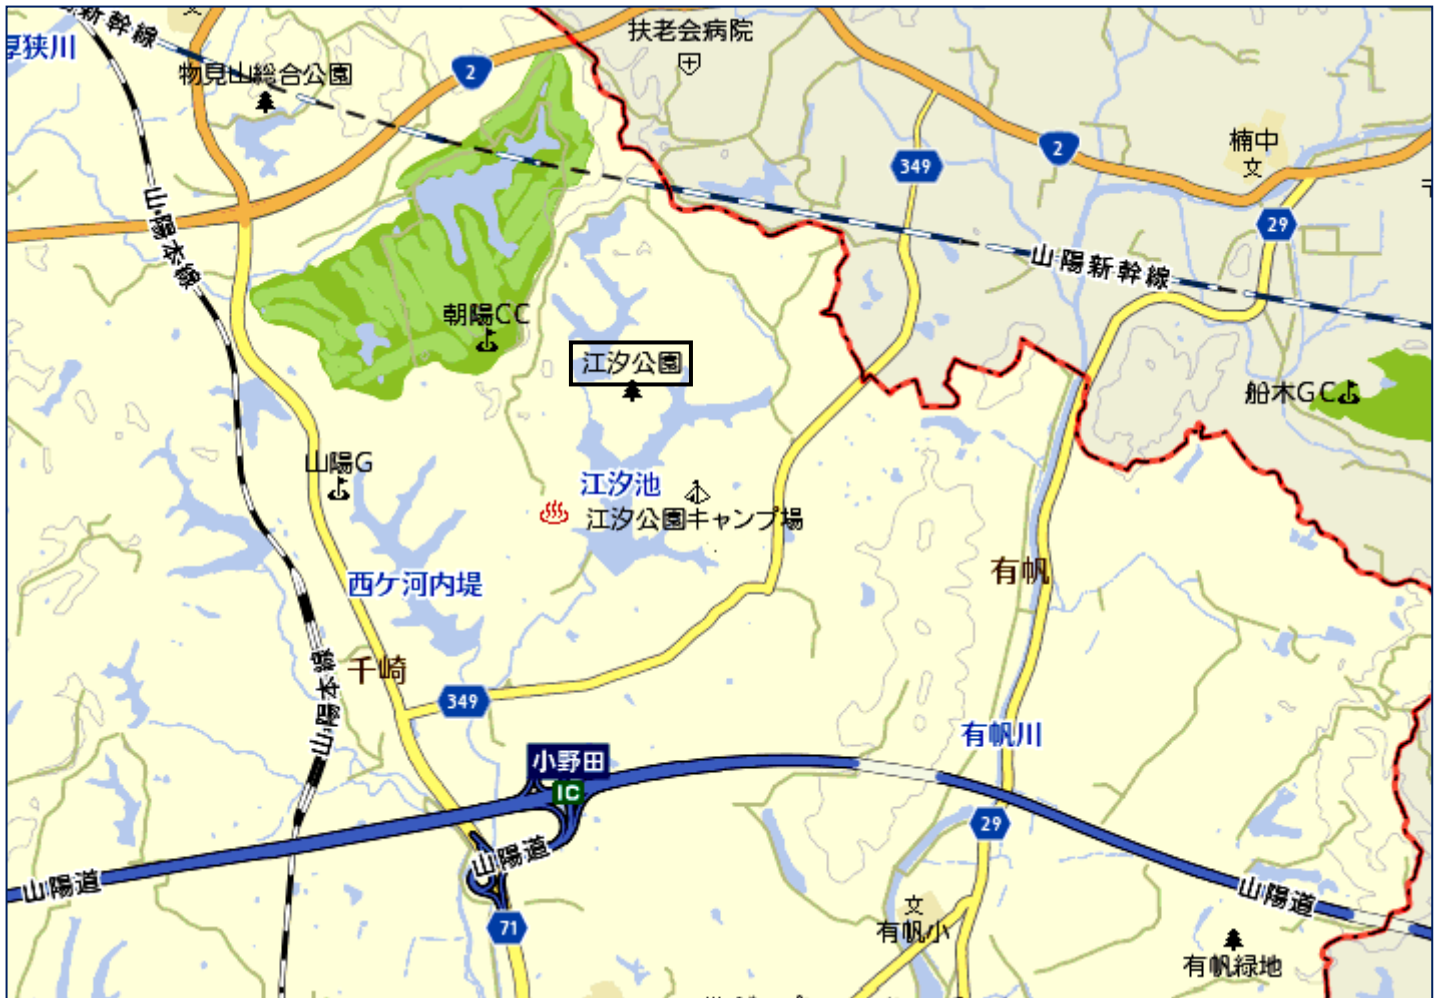 新幹線
厚狭川
物見山総合公園
2
扶老会病院
349
2
楠中
文
29
山陽本線
山陽新幹線
朝陽CC
江汐公園
船木GC
山陽G
江汐池
江汐公園キャンプ場
西ケ河内堤
有帆
千崎
山陽本線
349
有帆川
小野田
IC
29
山陽道
山陽道
山陽道
71
文
有帆小
有帆緑地